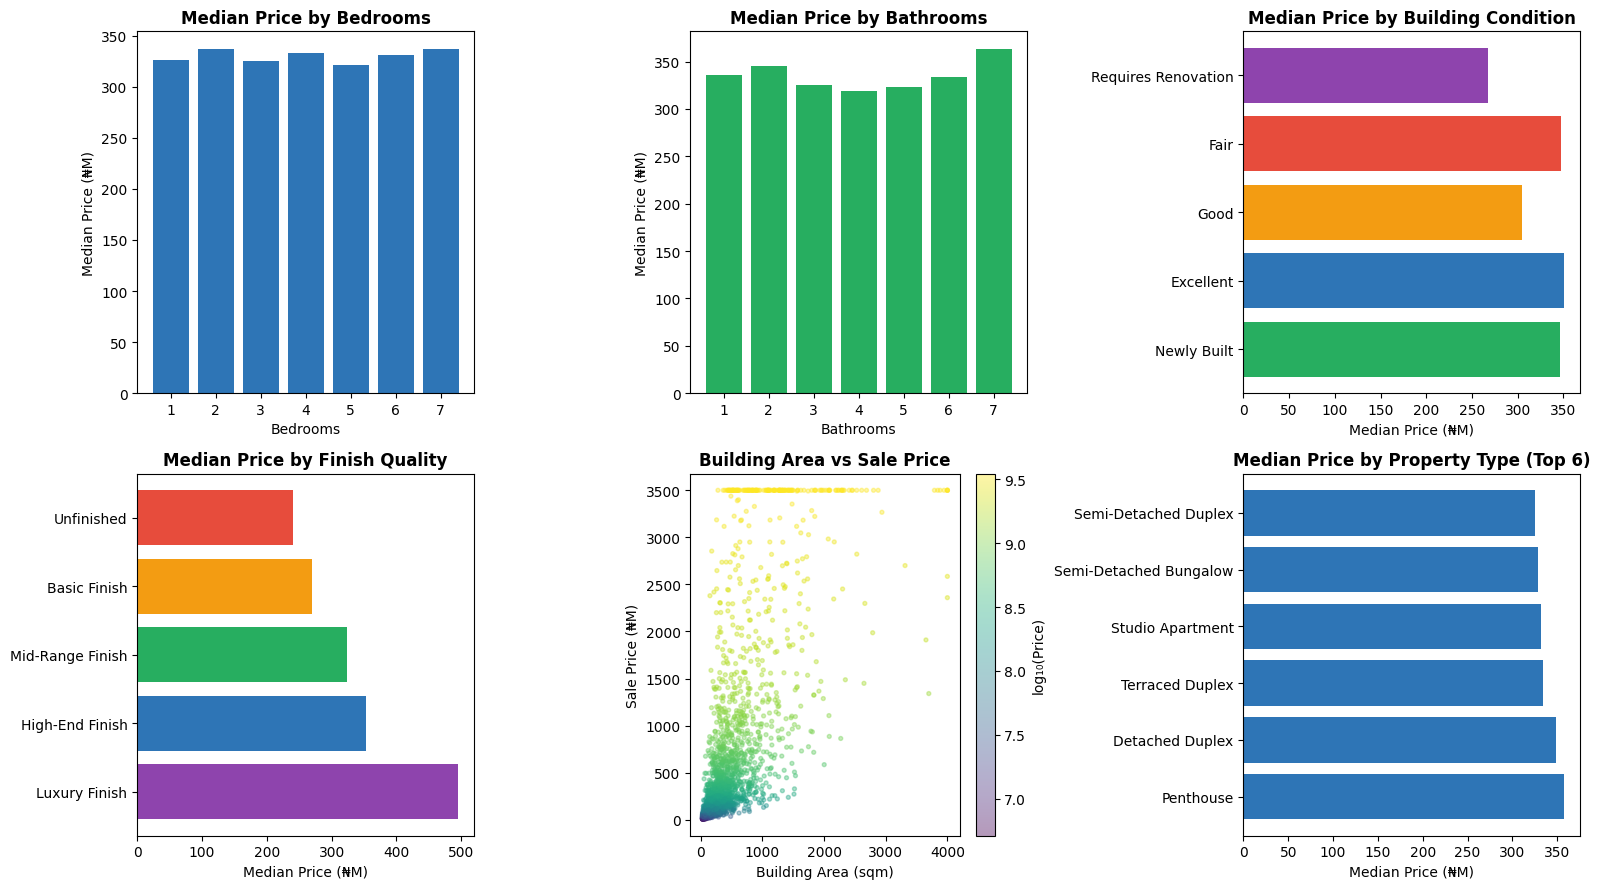 Median Price by Bedrooms
Median Price (₦M)
350
300
250
200
150
100
50
0
1 2 3 4 5 6 7
Bedrooms
Median Price by Bathrooms
Median Price (₦M)
350
300
250
200
150
100
50
0
1 2 3 4 5 6 7
Bathrooms
Median Price by Building Condition
Requires Renovation
Fair
Good
Excellent
Newly Built
0 50 100 150 200 250 300 350
Median Price (₦M)
Median Price by Finish Quality
Unfinished
Basic Finish
Mid-Range Finish
High-End Finish
Luxury Finish
0 100 200 300 400 500
Median Price (₦M)
Building Area vs Sale Price
Sale Price (₦M)
3500
3000
2500
2000
1500
1000
500
0
0 1000 2000 3000 4000
Building Area (sqm)
9.5
9.0
8.5
8.0
7.5
7.0
log₁₀(Price)
Median Price by Property Type (Top 6)
Semi-Detached Duplex
Semi-Detached Bungalow
Studio Apartment
Terraced Duplex
Detached Duplex
Penthouse
0 50 100 150 200 250 300 350
Median Price (₦M)